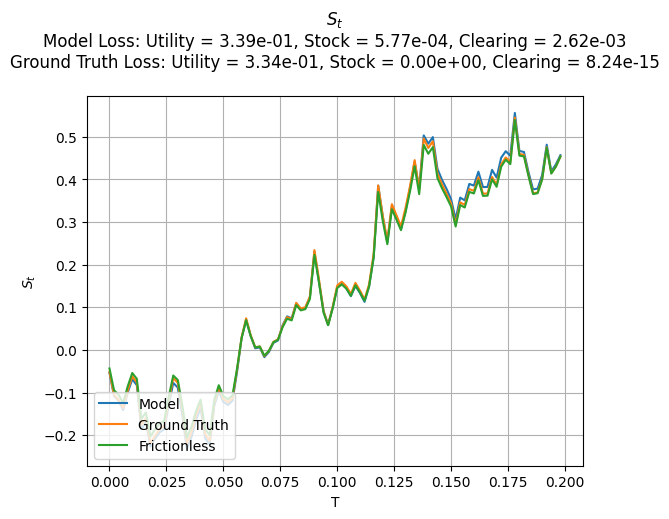 S_t
Model Loss: Utility = 3.39e-01, Stock = 5.77e-04, Clearing = 2.62e-03
Ground Truth Loss: Utility = 3.34e-01, Stock = 0.00e+00, Clearing = 8.24e-15
0.5
0.4
0.3
0.2
0.1
0.0
−0.1
−0.2
S_t
Model
Ground Truth
Frictionless
0.000 0.025 0.050 0.075 0.100 0.125 0.150 0.175 0.200
T